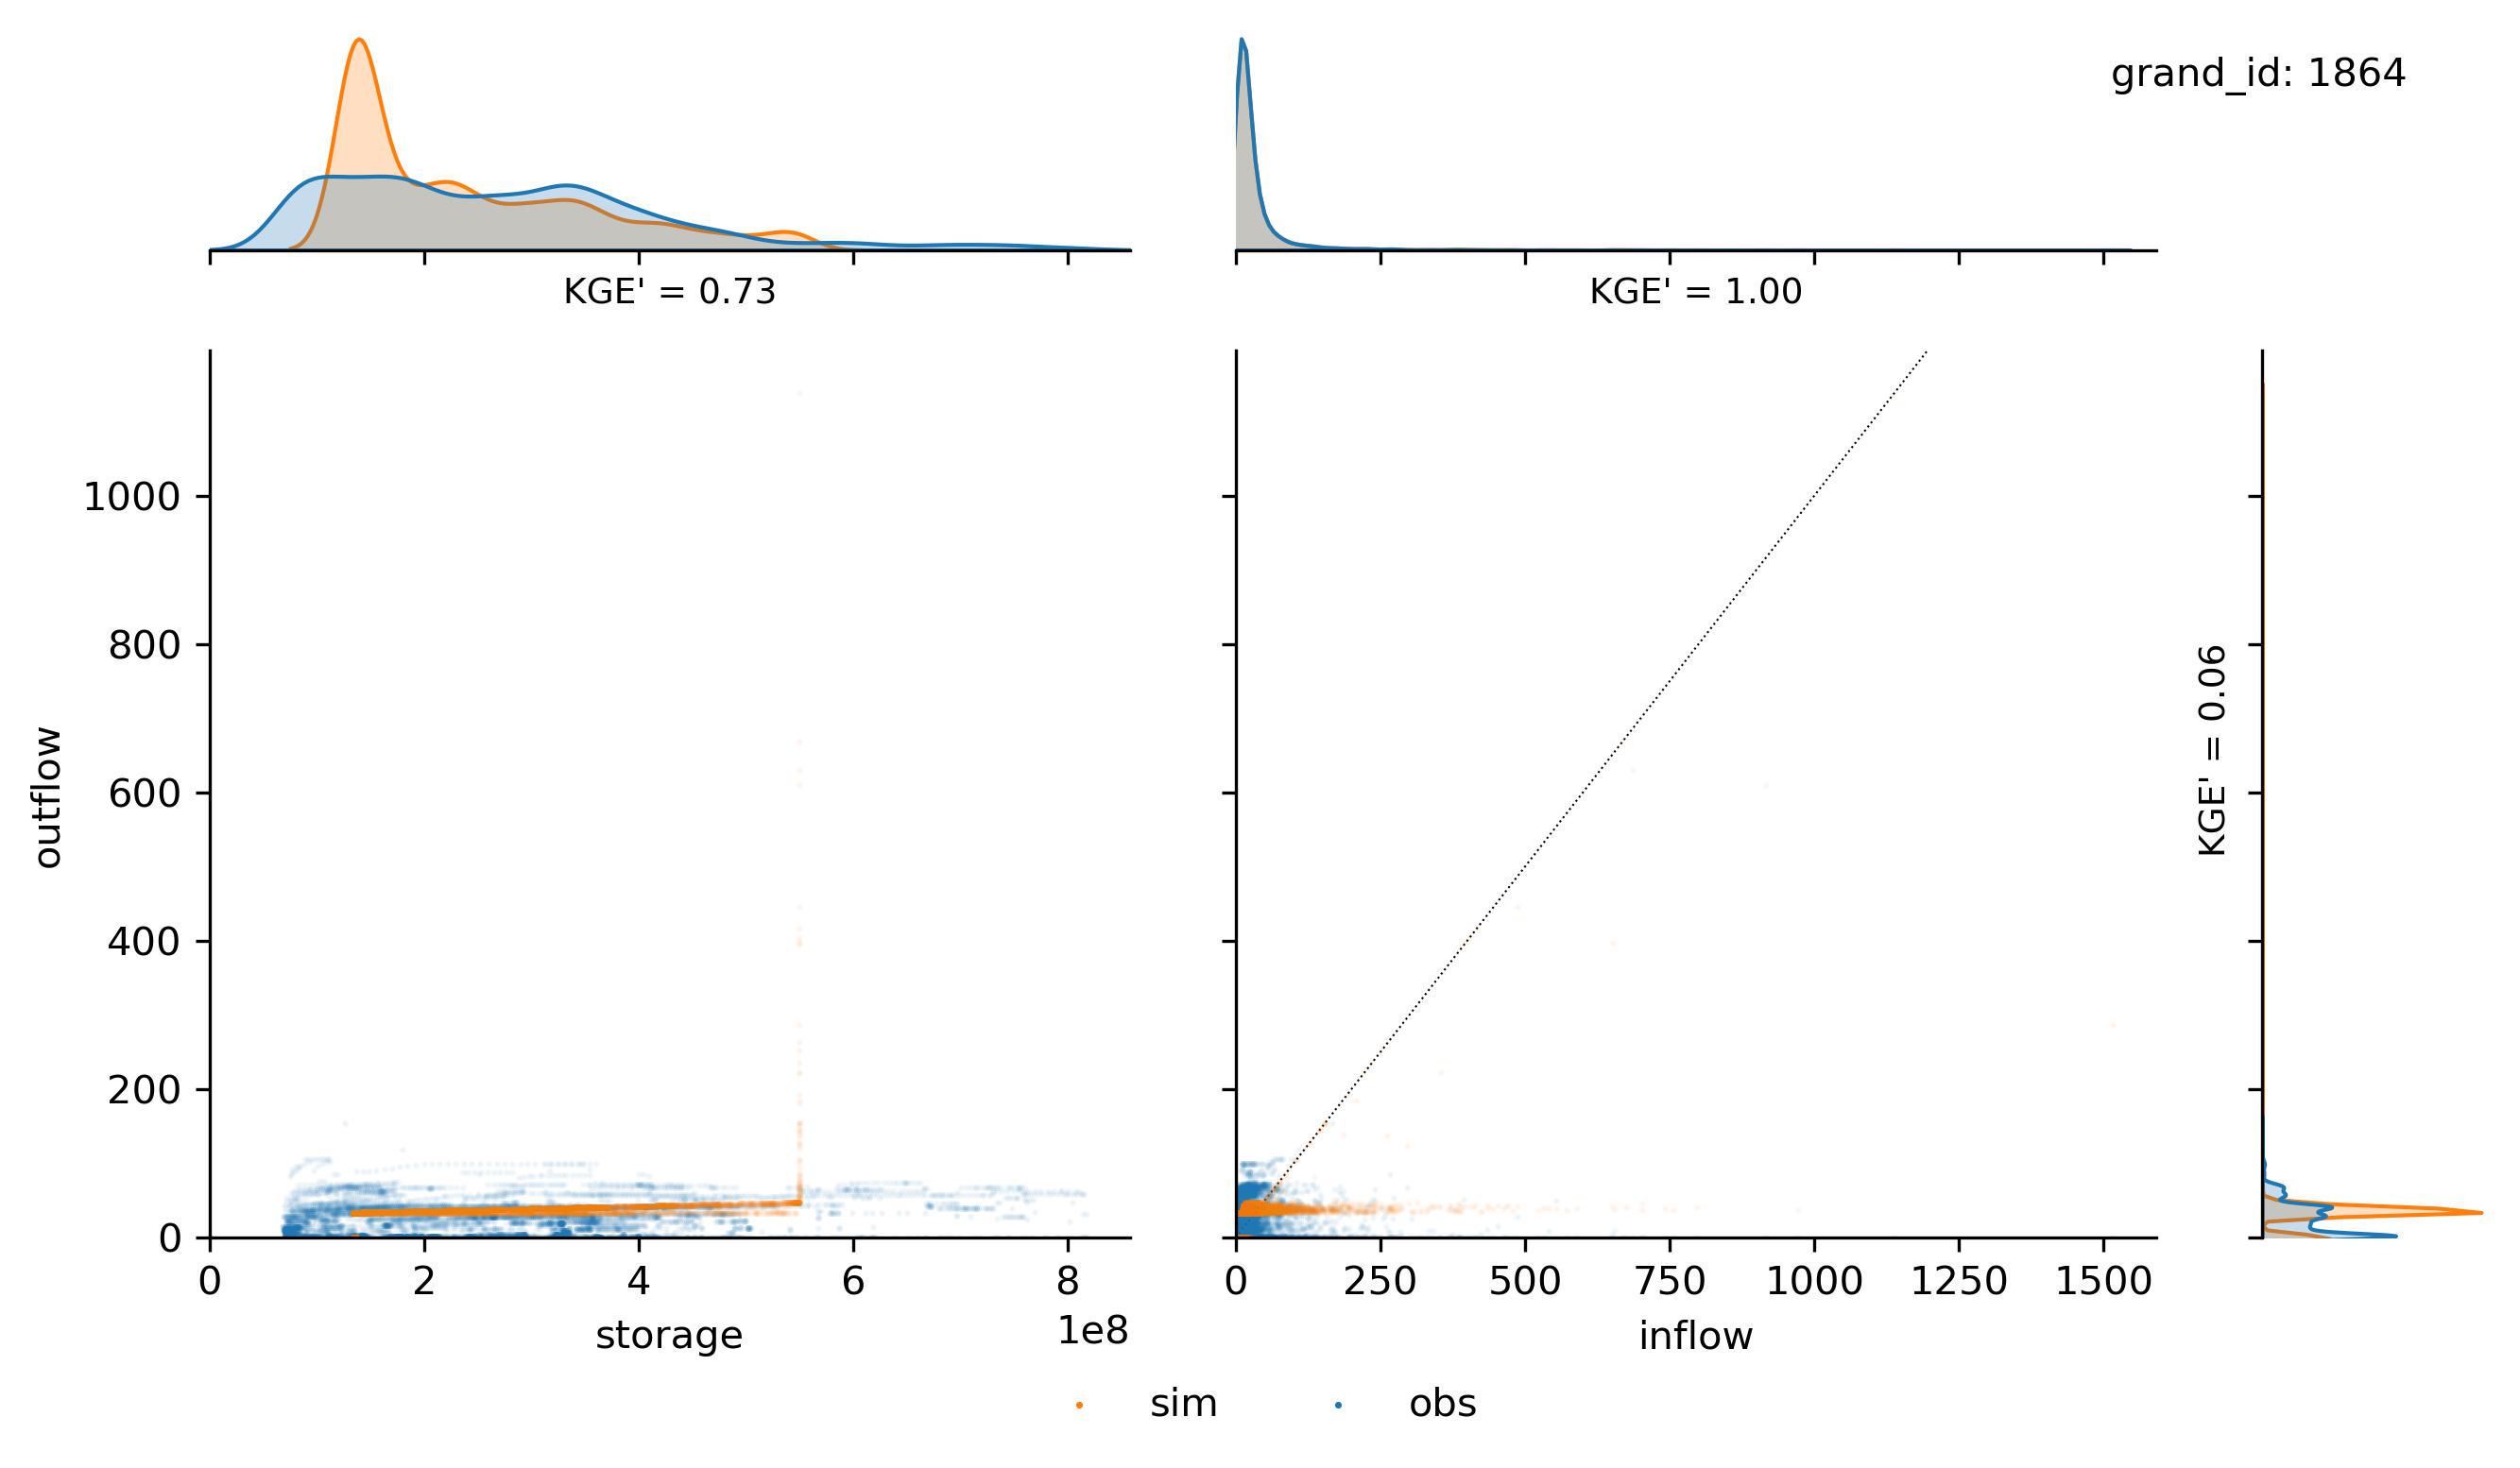 grand_id: 1864
KGE' = 0.73
KGE' = 1.00
outflow
1000
800
600
400
200
0
KGE' = 0.06
0 2 4 6 8
1e8
storage
0 250 500 750 1000 1250 1500
inflow
sim obs